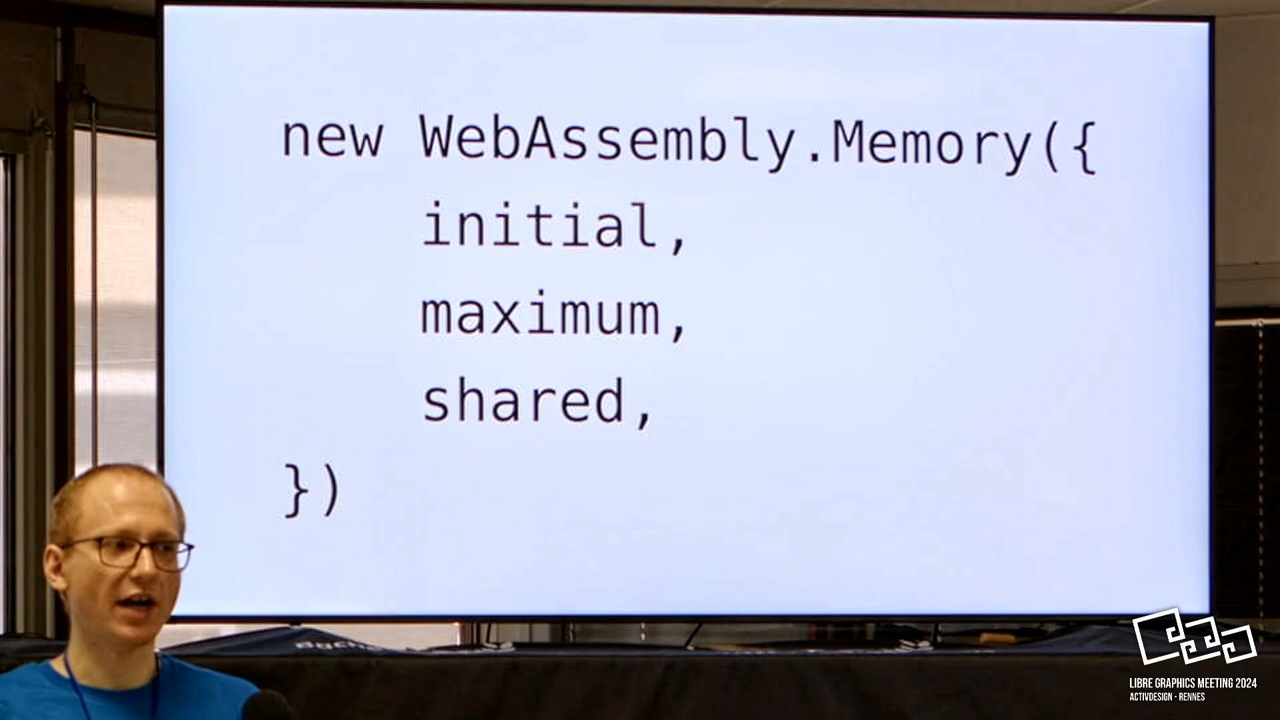 new WebAssembly.Memory({
initial,
maximum,
shared,
})
LIBRE GRAPHICS MEETING 2024
ACTIVDESIGN - RENNES